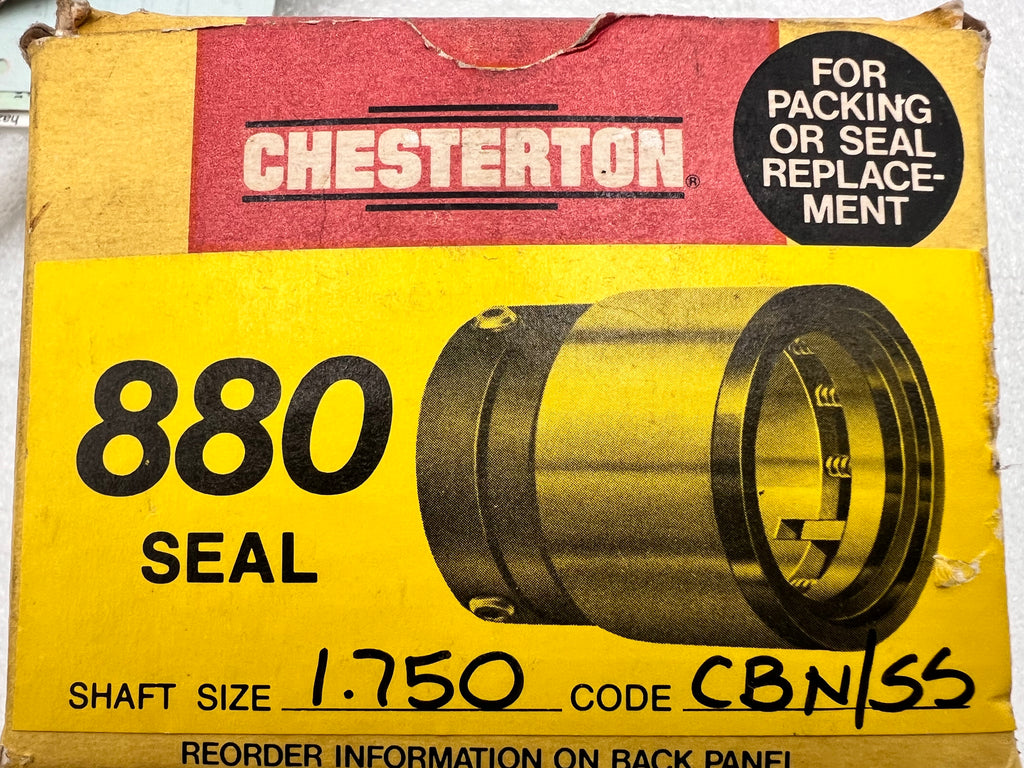 CHESTERTON®
FOR
PACKING
OR SEAL
REPLACE-
MENT
880
SEAL
SHAFT SIZE 1.750 CODE CBN/SS
REORDER INFORMATION ON BACK PANEL